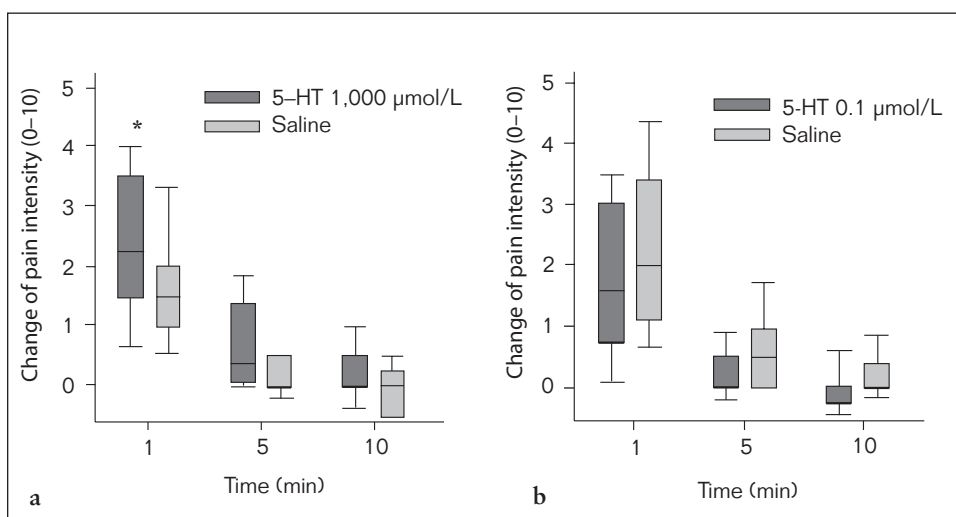 5
4
3
2
1
0
Change of pain intensity (0–10)
*
5–HT 1,000 µmol/L
Saline
1
5
10
Time (min)
a
5
4
3
2
1
0
Change of pain intensity (0–10)
5-HT 0.1 µmol/L
Saline
1
5
10
Time (min)
b